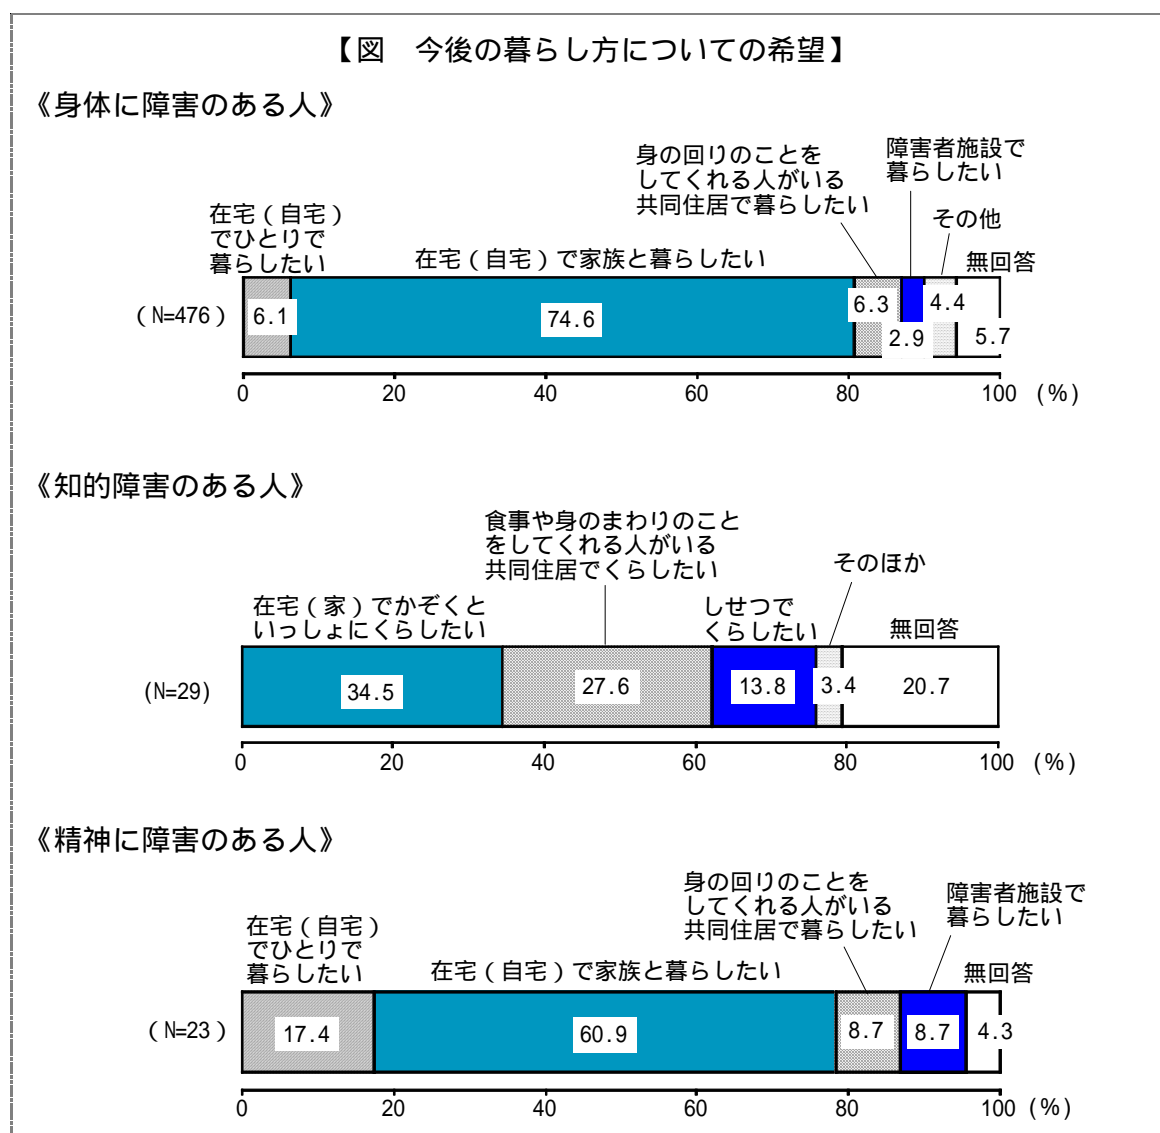 【図　今後の暮らし方についての希望】
《身体に障害のある人》
在宅（自宅）
でひとりで
暮らしたい
在宅（自宅）で家族と暮らしたい
身の回りのことを
してくれる人がいる
共同住居で暮らしたい
障害者施設で
暮らしたい
その他
無回答
（N=476）
6.1
74.6
6.3
2.9
4.4
5.7
0 20 40 60 80 100 (%)
《知的障害のある人》
在宅（家）でかぞくと
いっしょにくらしたい
食事や身のまわりのこと
をしてくれる人がいる
共同住居でくらしたい
しせつで
くらしたい
そのほか
無回答
(N=29)
34.5
27.6
13.8
3.4
20.7
0 20 40 60 80 100 (%)
《精神に障害のある人》
在宅（自宅）
でひとりで
暮らしたい
在宅（自宅）で家族と暮らしたい
身の回りのことを
してくれる人がいる
共同住居で暮らしたい
障害者施設で
暮らしたい
無回答
（N=23）
17.4
60.9
8.7
8.7
4.3
0 20 40 60 80 100 (%)